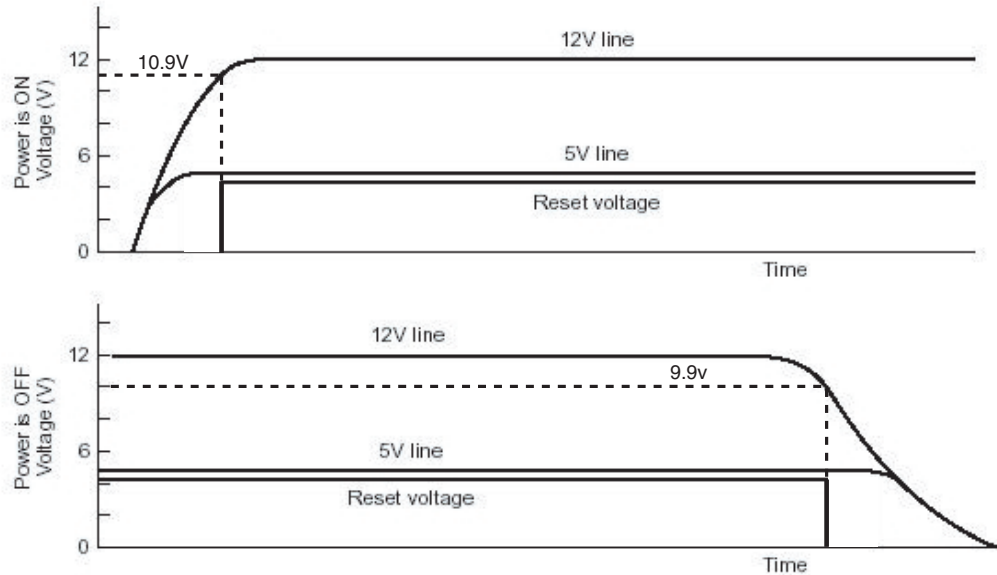 Power is ON
Voltage (V)
12
6
0
10.9V
12V line
5V line
Reset voltage
Time
Power is OFF
Voltage (V)
12
6
0
12V line
9.9v
5V line
Reset voltage
Time